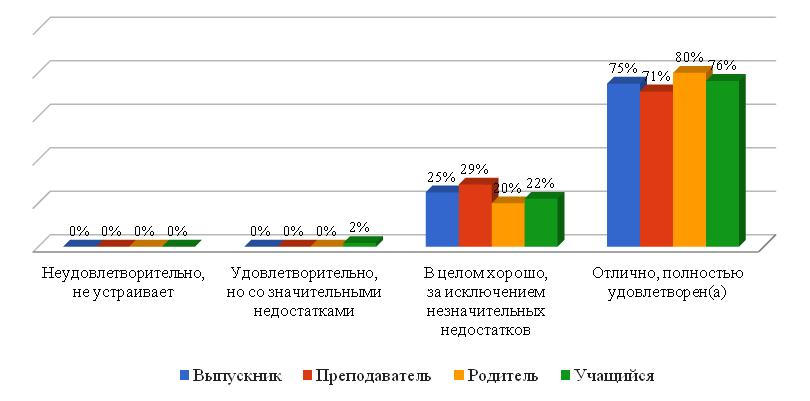 0% 0% 0% 0%
0% 0% 0% 2%
25% 29% 20% 22%
75% 71% 80% 76%
Неудовлетворительно,
не устраивает
Удовлетворительно,
но со значительными
недостатками
В целом хорошо,
за исключением
незначительных
недостатков
Отлично, полностью
удовлетворен(а)
Выпускник Преподаватель Родитель Учащийся